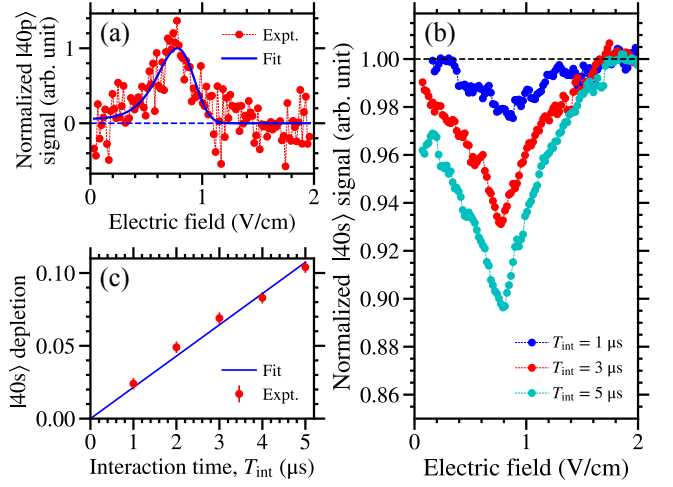 (a)
Normalized |40p⟩
signal (arb. unit)
1
0
Expt.
Fit
0
1
2
Electric field (V/cm)
(b)
Normalized |40s⟩ signal (arb. unit)
1.00
0.98
0.96
0.94
0.92
0.90
0.88
0.86
T_int = 1 μs
T_int = 3 μs
T_int = 5 μs
0
1
2
Electric field (V/cm)
(c)
|40s⟩ depletion
0.10
0.05
0.00
Fit
Expt.
0
1
2
3
4
5
Interaction time, T_int (μs)